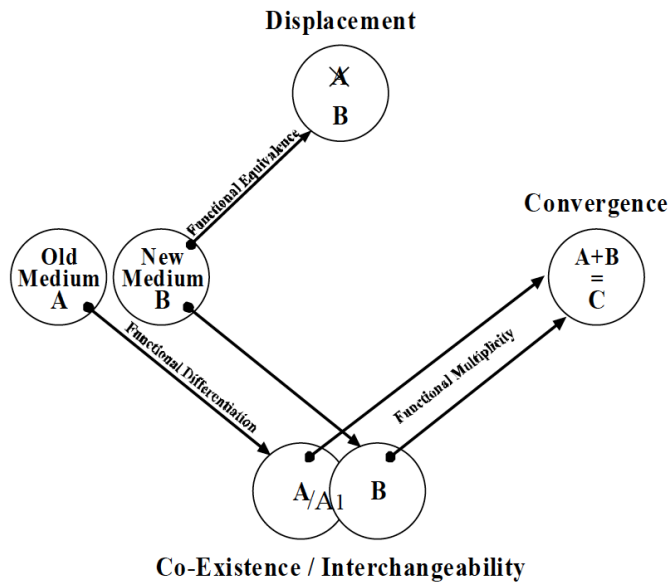 Displacement
A
B
Functional Equivalence
Convergence
Old
Medium
A
New
Medium
B
A+B
=
C
Functional Differentiation
Functional Multiplicity
A/A1
B
Co-Existence / Interchangeability